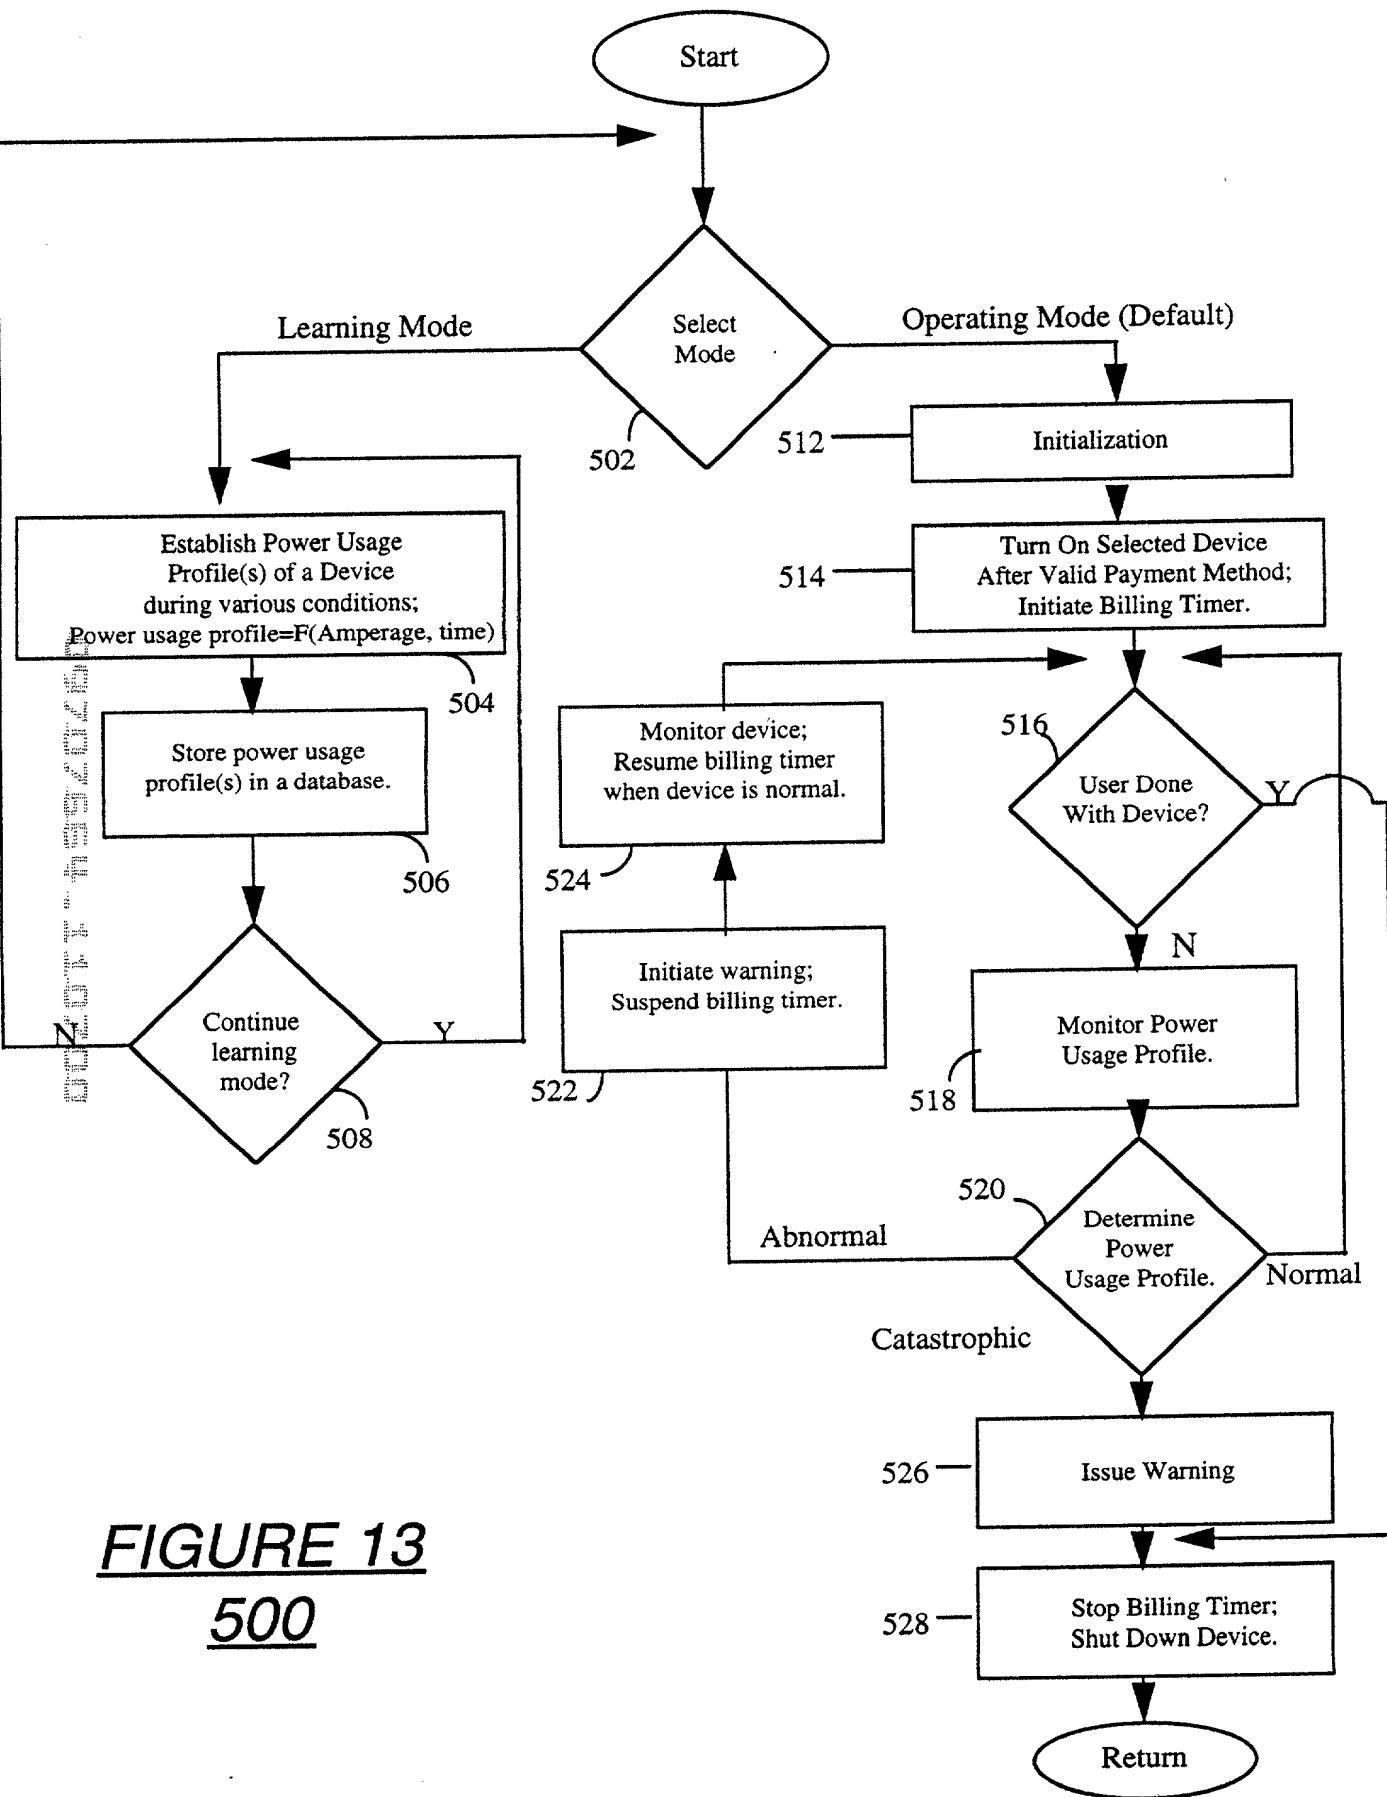 Start
Learning Mode
Select
Mode
Operating Mode (Default)
502
512
Initialization
Establish Power Usage
Profile(s) of a Device
during various conditions;
Power usage profile=F(Amperage, time)
504
514
Turn On Selected Device
After Valid Payment Method;
Initiate Billing Timer.
Store power usage
profile(s) in a database.
506
Monitor device;
Resume billing timer
when device is normal.
524
516
User Done
With Device?
Y
N
Continue
learning
mode?
N
Y
508
Initiate warning;
Suspend billing timer.
522
Monitor Power
Usage Profile.
518
520
Determine
Power
Usage Profile.
Abnormal
Normal
Catastrophic
526
Issue Warning
528
Stop Billing Timer;
Shut Down Device.
Return
FIGURE 13
500